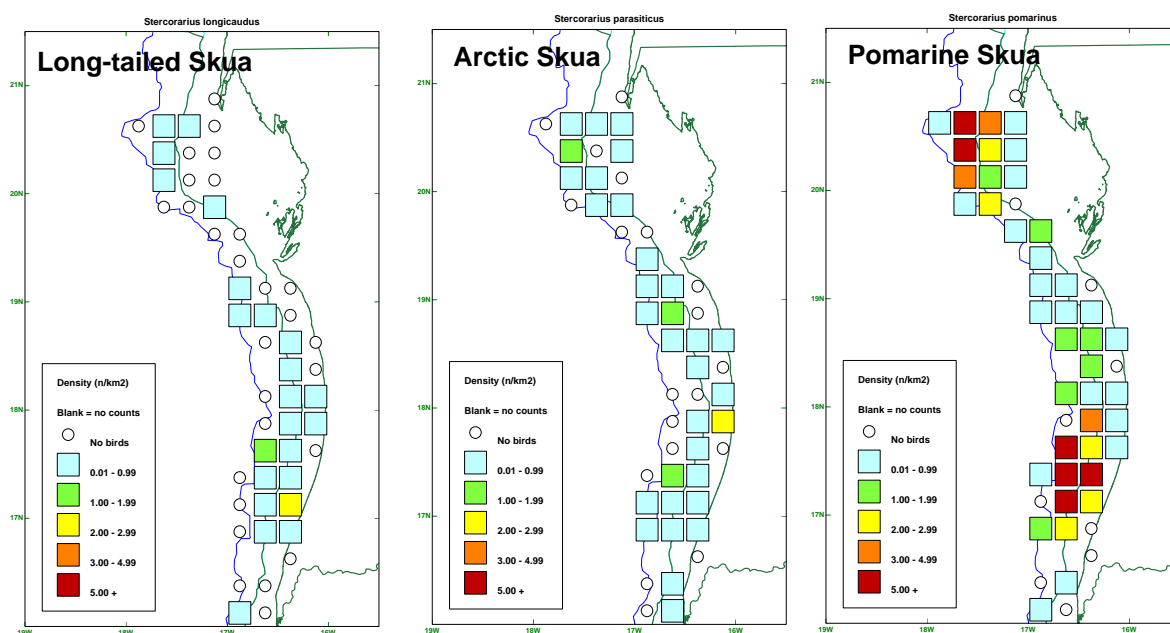 Stercorarius longicaudus
Long-tailed Skua
21N
20N
19N
18N
17N
Density (n/km2)
Blank = no counts
No birds
0.01 - 0.99
1.00 - 1.99
2.00 - 2.99
3.00 - 4.99
5.00 +
19W
18W
17W
16W
Stercorarius parasiticus
Arctic Skua
21N
20N
19N
18N
17N
Density (n/km2)
Blank = no counts
No birds
0.01 - 0.99
1.00 - 1.99
2.00 - 2.99
3.00 - 4.99
5.00 +
19W
18W
17W
16W
Stercorarius pomarinus
Pomarine Skua
21N
20N
19N
18N
17N
Density (n/km2)
Blank = no counts
No birds
0.01 - 0.99
1.00 - 1.99
2.00 - 2.99
3.00 - 4.99
5.00 +
19W
18W
17W
16W